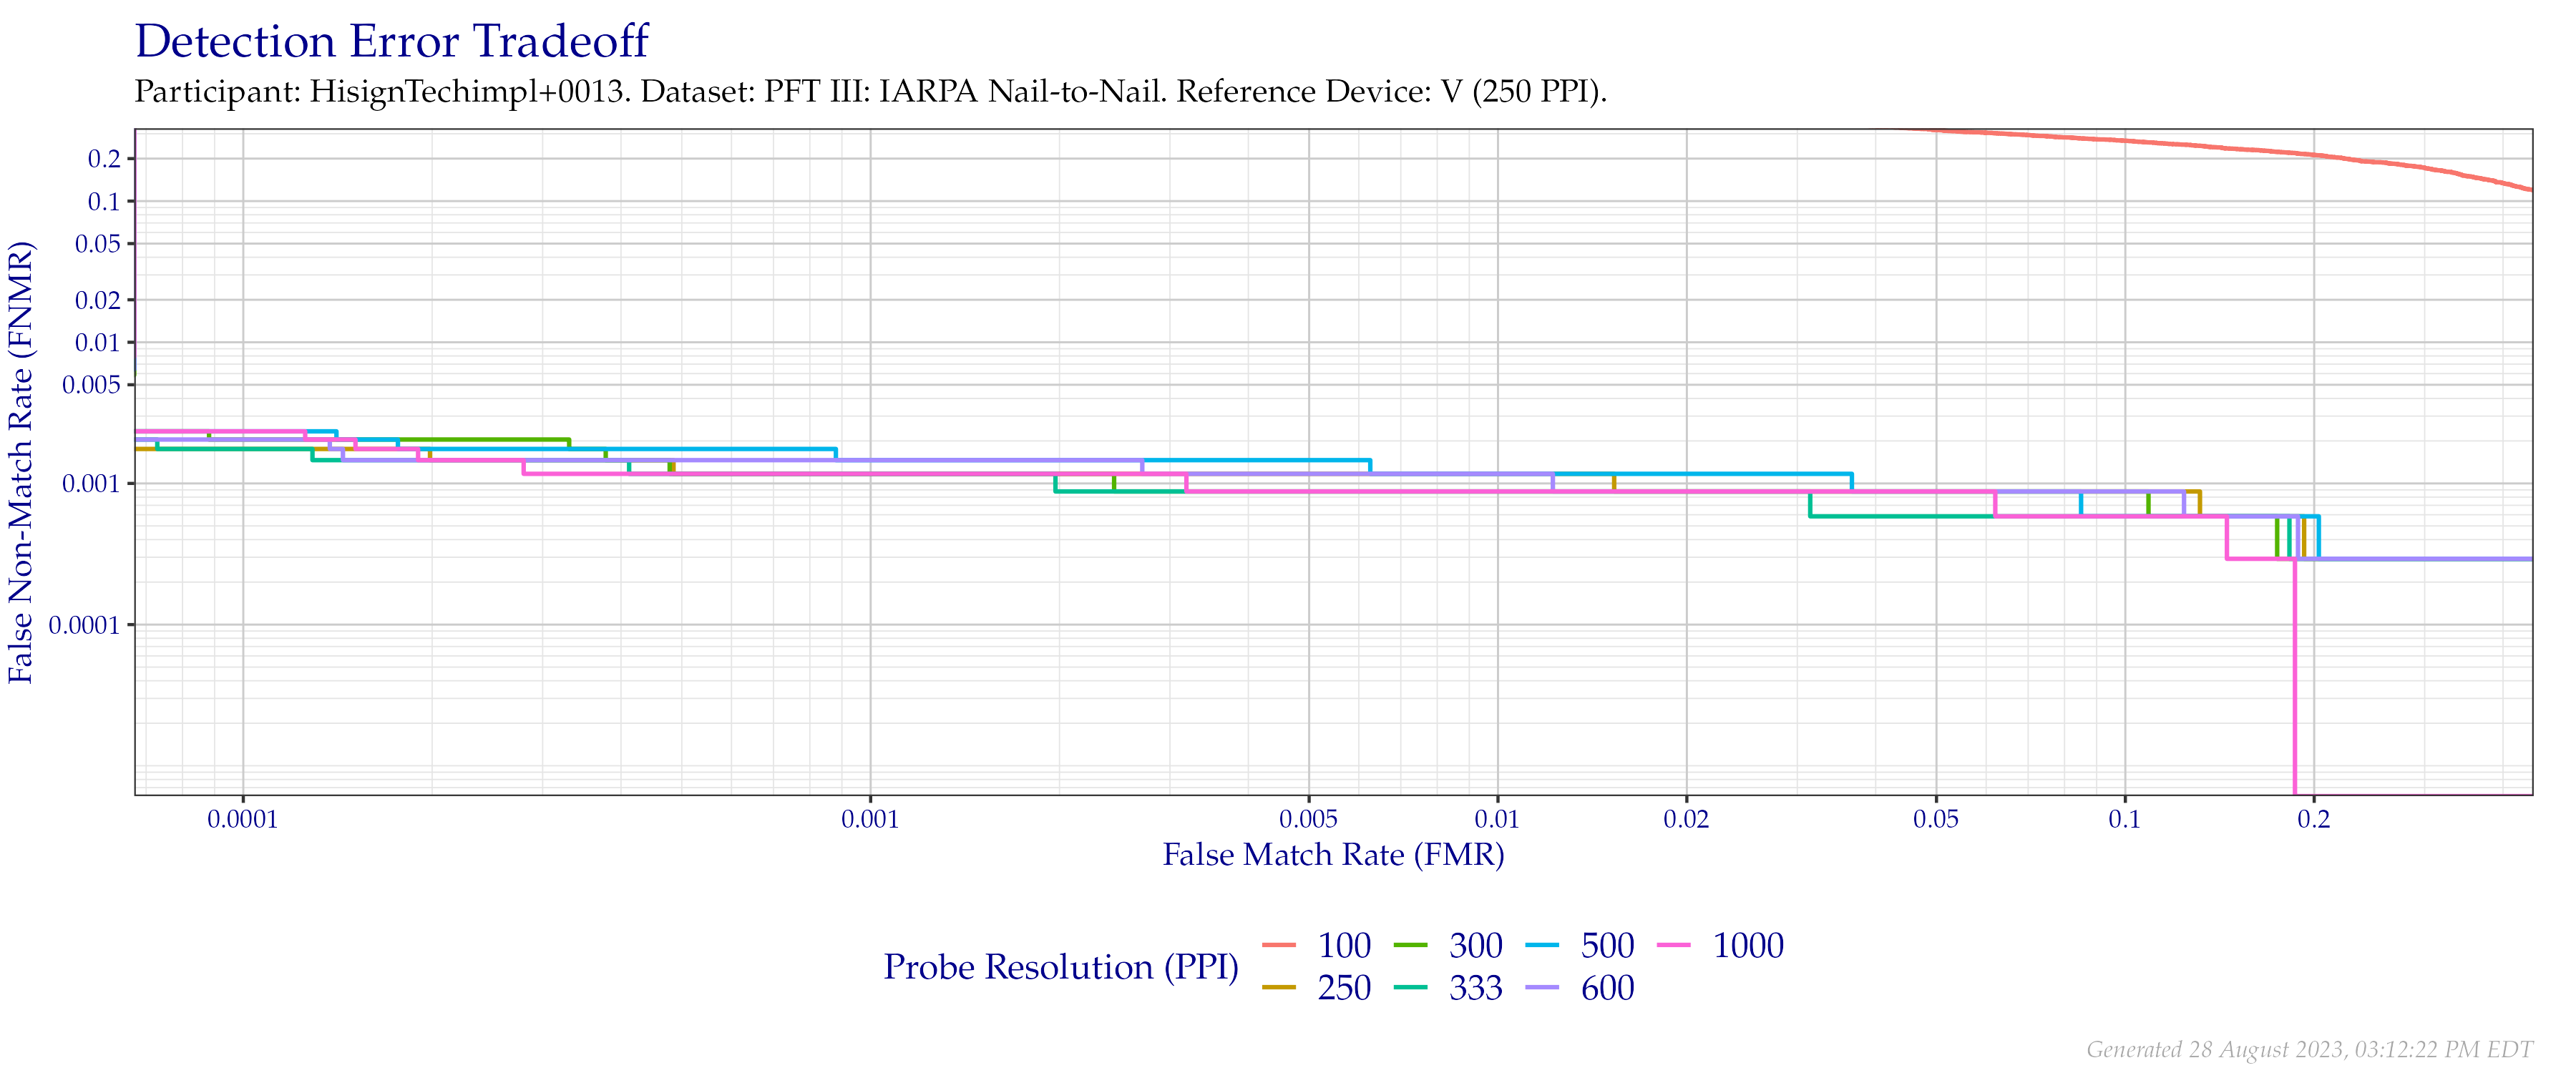 Detection Error Tradeoff
Participant: HisignTechimpl+0013. Dataset: PFT III: IARPA Nail-to-Nail. Reference Device: V (250 PPI).
False Non-Match Rate (FNMR)
0.2
0.1
0.05
0.02
0.01
0.005
0.001
0.0001
0.0001 0.001 0.005 0.01 0.02 0.05 0.1 0.2
False Match Rate (FMR)
Probe Resolution (PPI)
100 300 500 1000
250 333 600
Generated 28 August 2023, 03:12:22 PM EDT